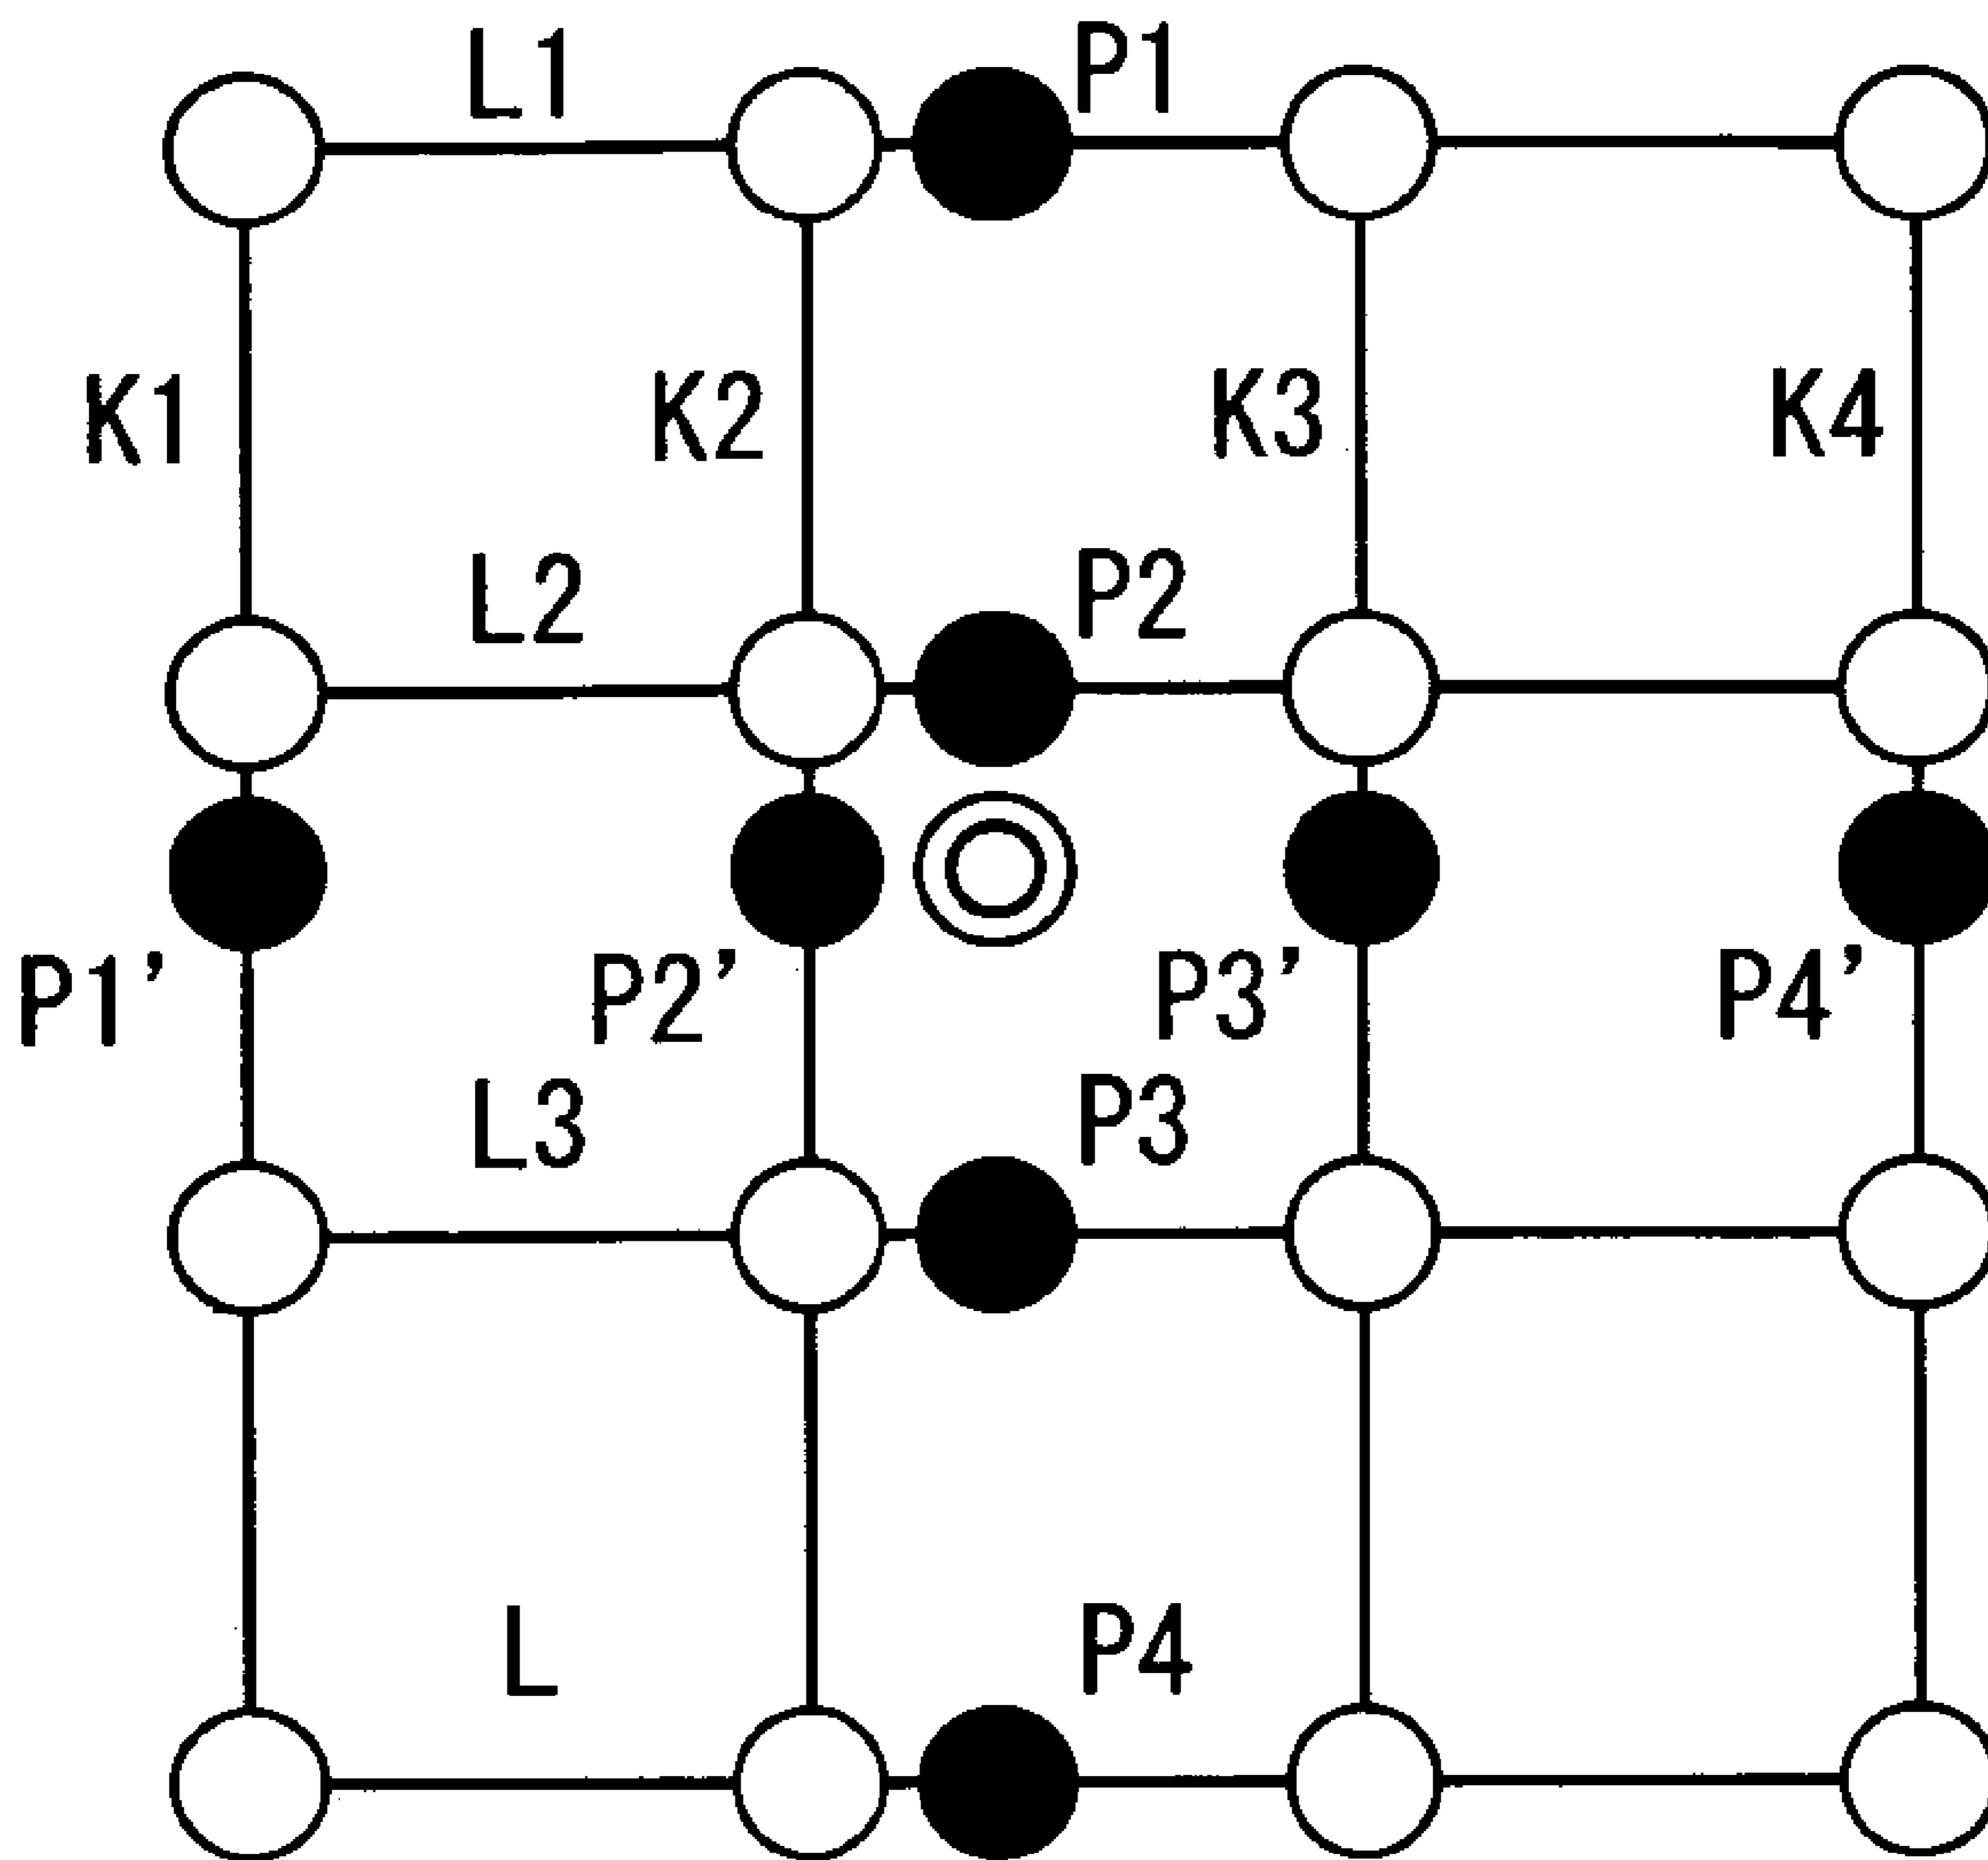 L1 P1
K1 K2 K3 K4
L2 P2
P1’ P2’ P3’ P4’
L3 P3
L P4